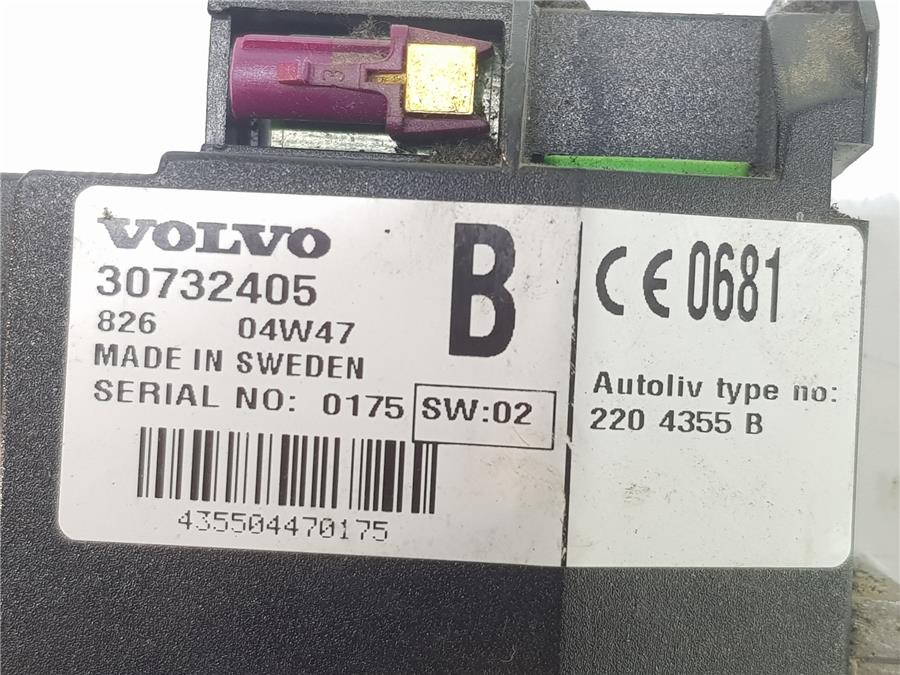 3
VOLVO
30732405
826 04W47
MADE IN SWEDEN
SERIAL NO: 0175
SW:02
435504470175
B
CE 0681
Autoliv type no:
220 4355 B